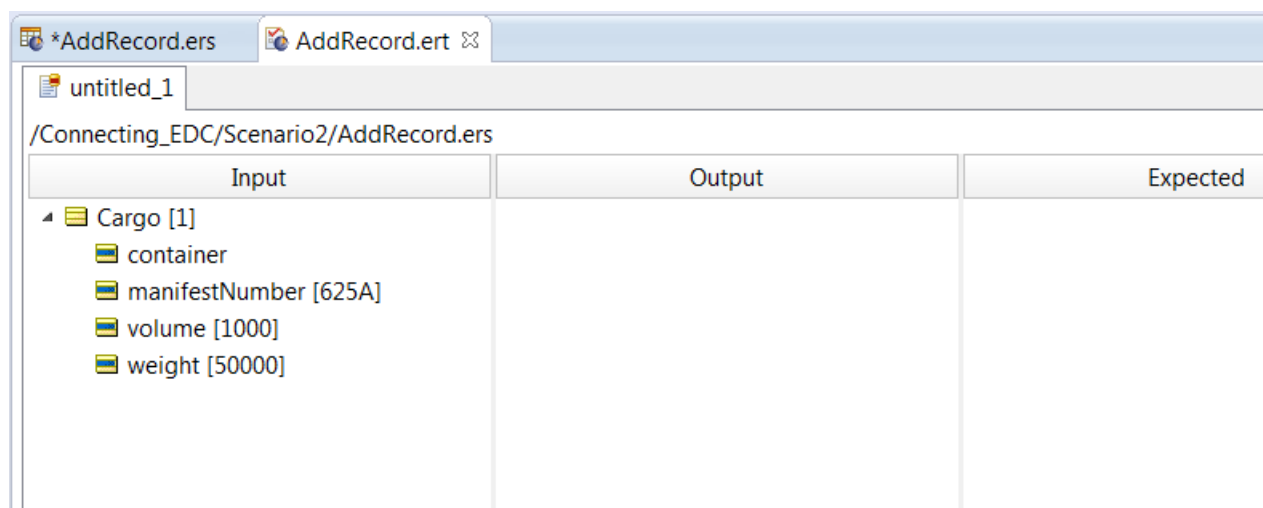 *AddRecord.ers AddRecord.ert
untitled_1
/Connecting_EDC/Scenario2/AddRecord.ers
Input Output Expected
Cargo [1]
container
manifestNumber [625A]
volume [1000]
weight [50000]